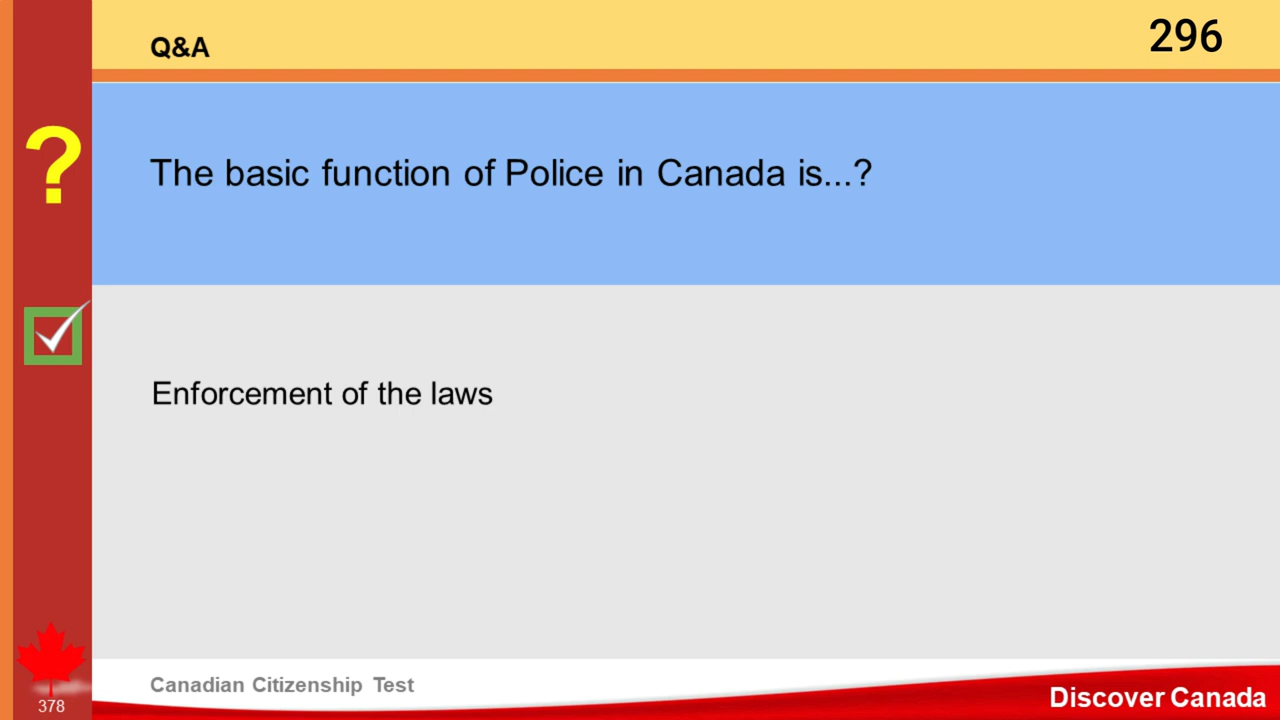 Q&A
296
?
The basic function of Police in Canada is...?
Enforcement of the laws
Canadian Citizenship Test
378
Discover Canada